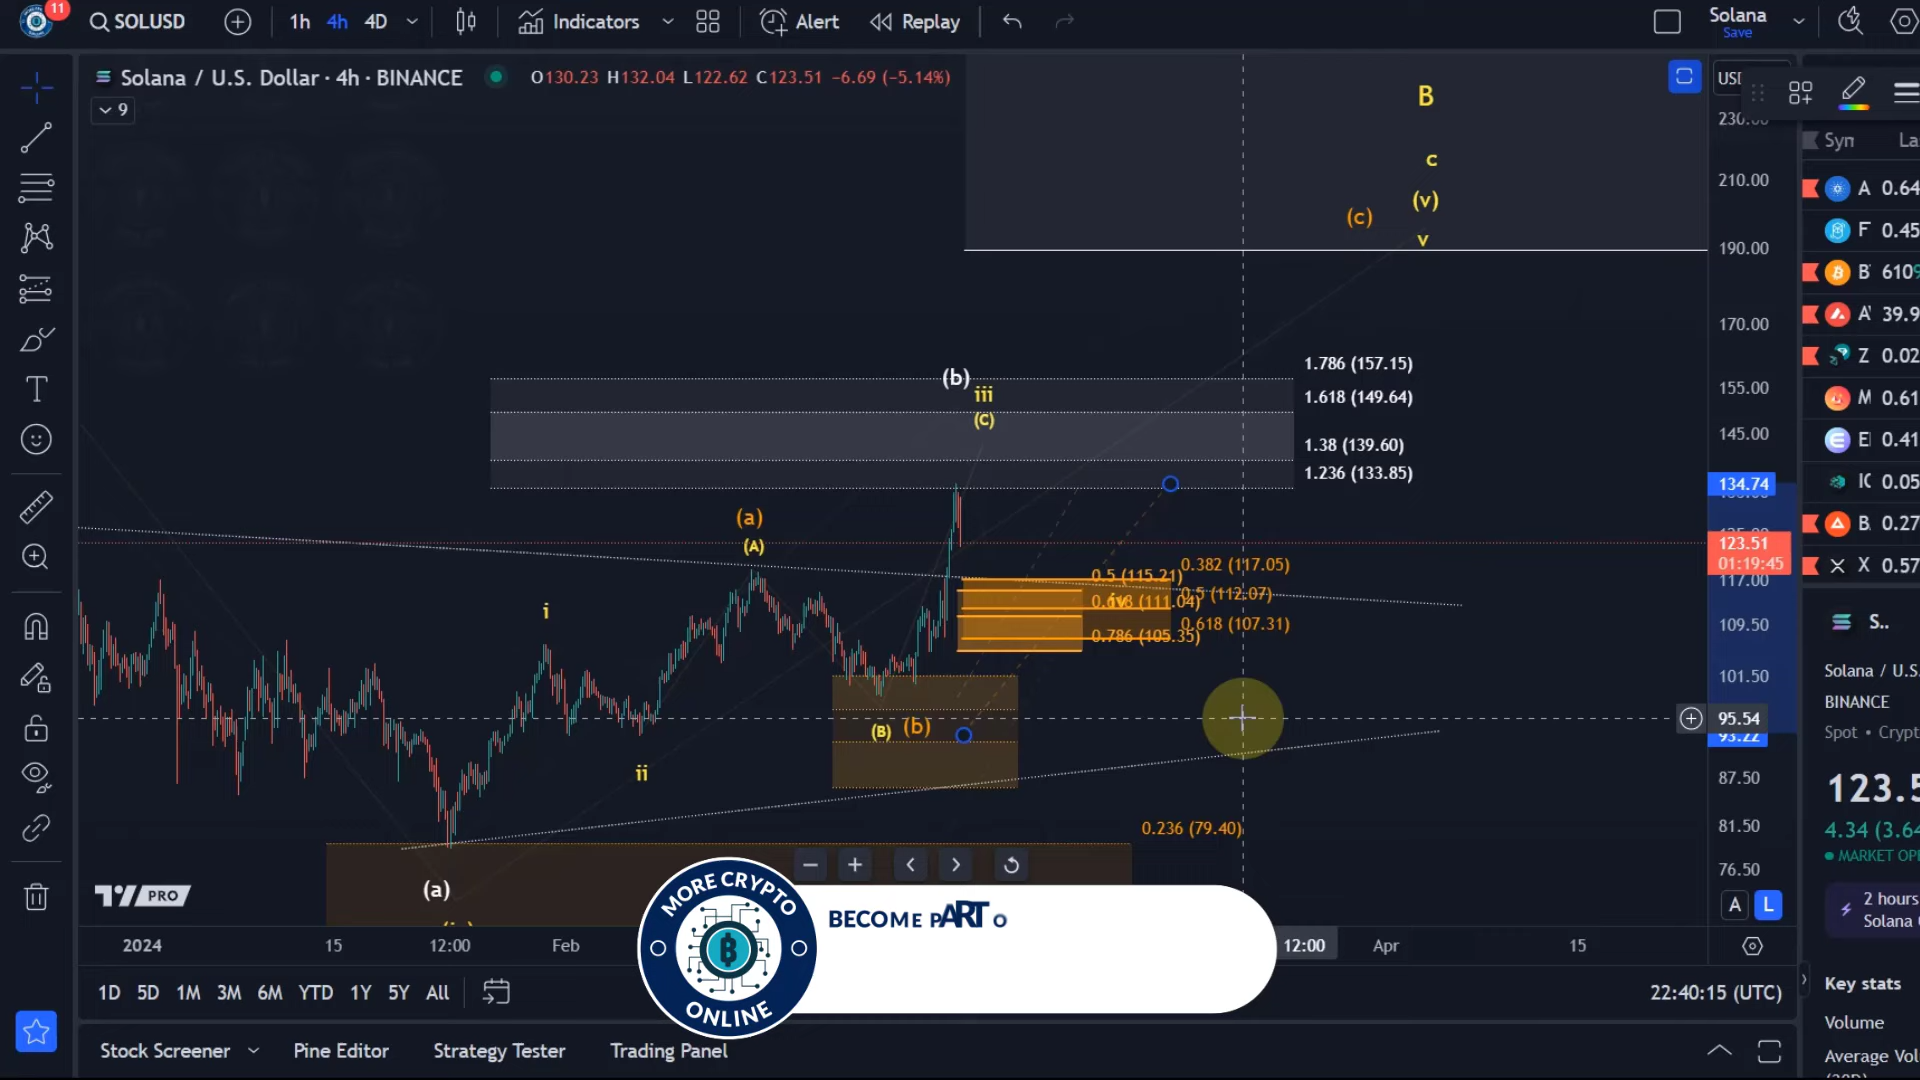 11
SOLUSD
1h 4h 4D
Indicators
Alert
Replay
Solana
Save
Solana / U.S. Dollar · 4h · BINANCE
O130.23 H132.04 L122.62 C123.51 −6.69 (−5.14%)
9
B
c
(v)
(c)
v
(b)
iii
(C)
1.786 (157.15)
1.618 (149.64)
1.38 (139.60)
1.236 (133.85)
(a)
(A)
i
0.382 (117.05)
0.5 (115.21)
0.5 (112.07)
iv
0.618 (111.04)
0.618 (107.31)
0.786 (105.35)
(B) (b)
ii
0.236 (79.40)
(a)
PRO
210.00
190.00
170.00
155.00
145.00
134.74
123.51
01:19:45
117.00
109.50
101.50
95.54
93.22
87.50
81.50
76.50
A L
2024 15 12:00 Feb 12:00 Apr 15
MORE CRYPTO
ONLINE
BECOME PART O
1D 5D 1M 3M 6M YTD 1Y 5Y All
22:40:15 (UTC)
Stock Screener
Pine Editor
Strategy Tester
Trading Panel
A 0.64
F 0.45
B 6109
A 39.9
Z 0.02
M 0.61
E 0.41
IC 0.05
B 0.27
X 0.57
S..
Solana / U.S.
BINANCE
Spot • Crypt
123.5
4.34 (3.64
MARKET OPE
2 hours
Solana
Key stats
Volume
Average Vol